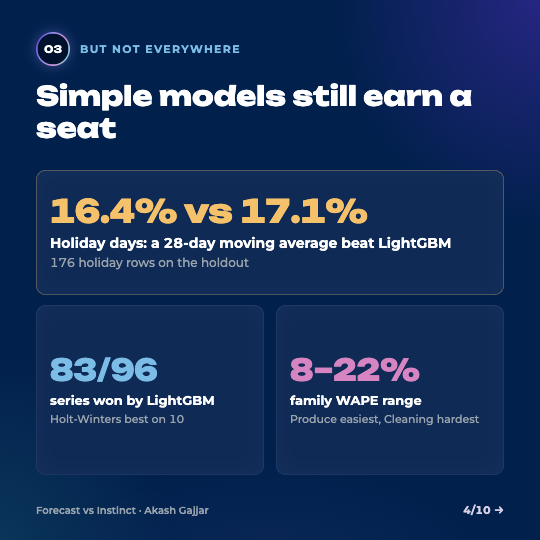 03 BUT NOT EVERYWHERE
Simple models still earn a
seat
16.4% vs 17.1%
Holiday days: a 28-day moving average beat LightGBM
176 holiday rows on the holdout
83/96
series won by LightGBM
Holt-Winters best on 10
8–22%
family WAPE range
Produce easiest, Cleaning hardest
Forecast vs Instinct · Akash Gajjar
4/10 →